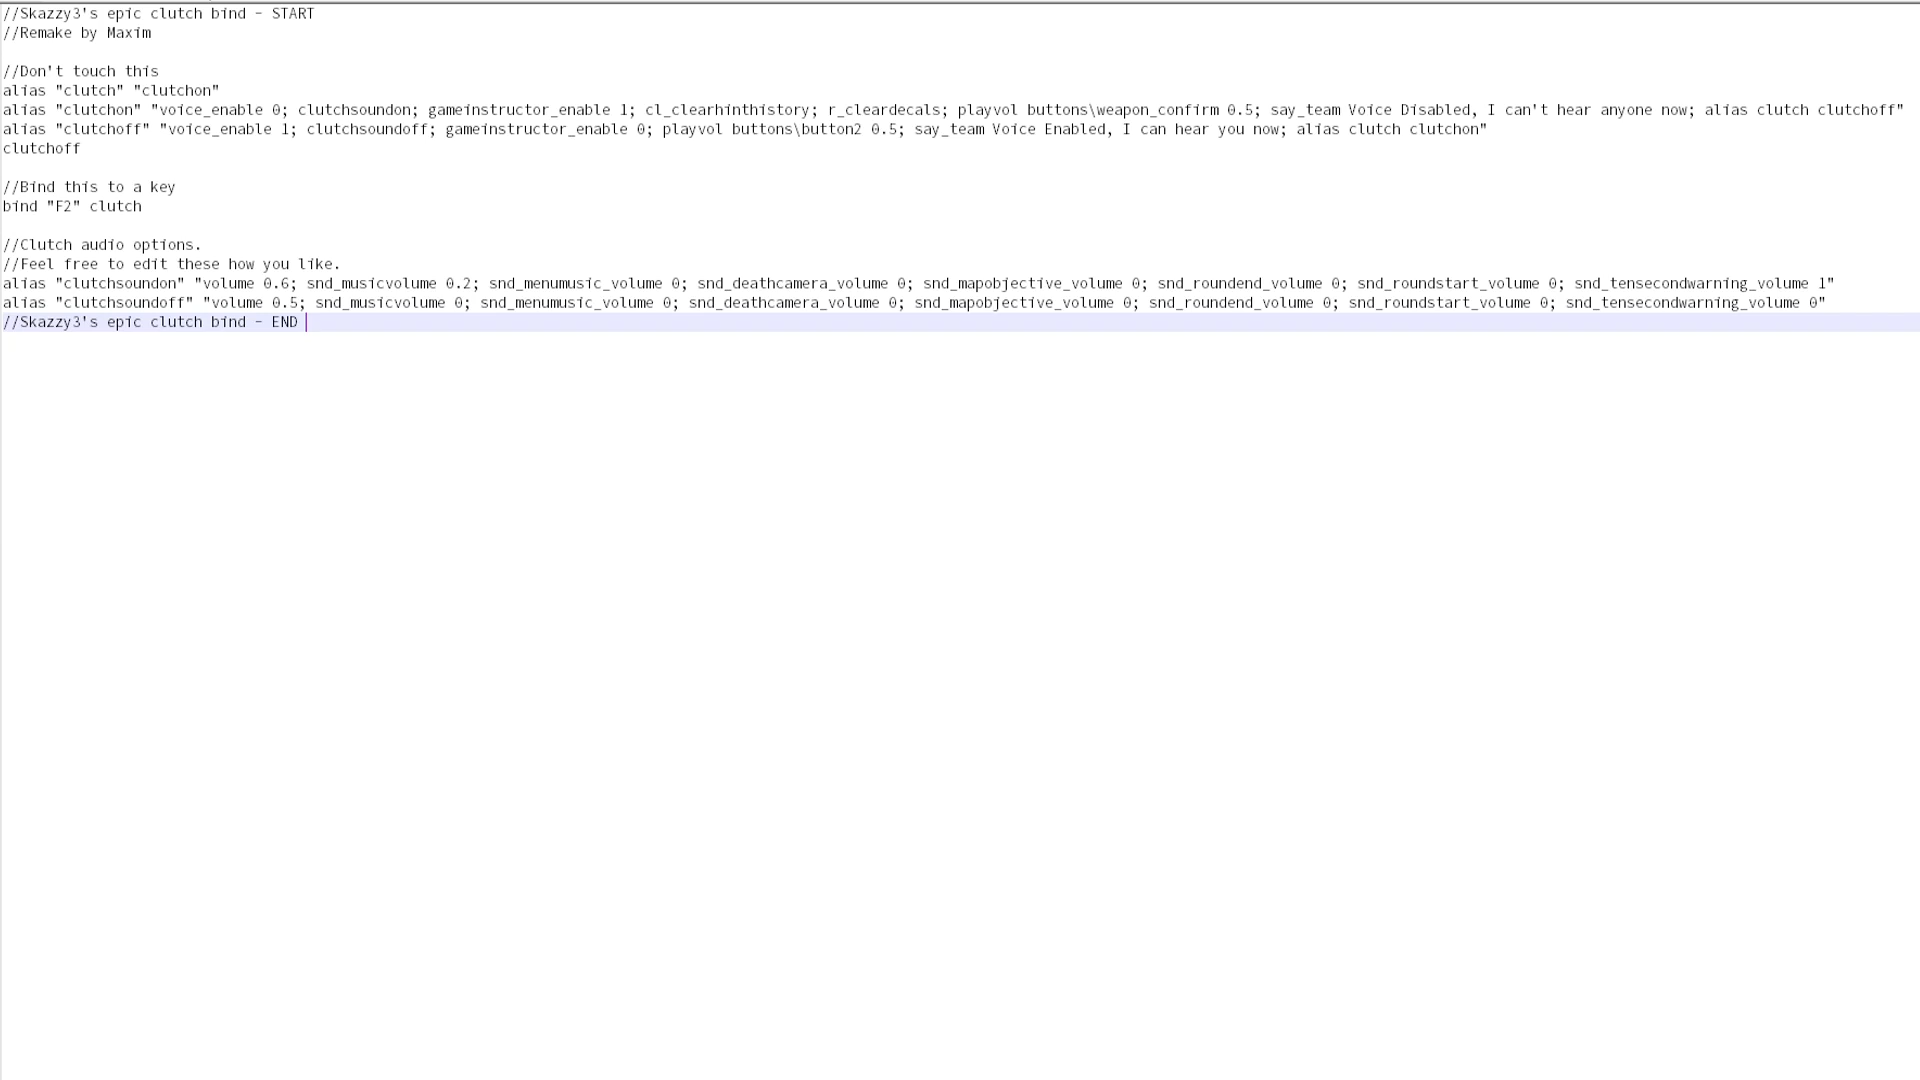 //Skazzy3's epic clutch bind - START
//Remake by Maxim
//Don't touch this
alias "clutch" "clutchon"
alias "clutchon" "voice_enable 0; clutchsoundon; gameinstructor_enable 1; cl_clearhinthistory; r_cleardecals; playvol buttons\weapon_confirm 0.5; say_team Voice Disabled, I can't hear anyone now; alias clutch clutchoff"
alias "clutchoff" "voice_enable 1; clutchsoundoff; gameinstructor_enable 0; playvol buttons\button2 0.5; say_team Voice Enabled, I can hear you now; alias clutch clutchon"
clutchoff
//Bind this to a key
bind "F2" clutch
//Clutch audio options.
//Feel free to edit these how you like.
alias "clutchsoundon" "volume 0.6; snd_musicvolume 0.2; snd_menumusic_volume 0; snd_deathcamera_volume 0; snd_mapobjective_volume 0; snd_roundend_volume 0; snd_roundstart_volume 0; snd_tensecondwarning_volume 1"
alias "clutchsoundoff" "volume 0.5; snd_musicvolume 0; snd_menumusic_volume 0; snd_deathcamera_volume 0; snd_mapobjective_volume 0; snd_roundend_volume 0; snd_roundstart_volume 0; snd_tensecondwarning_volume 0"
//Skazzy3's epic clutch bind - END